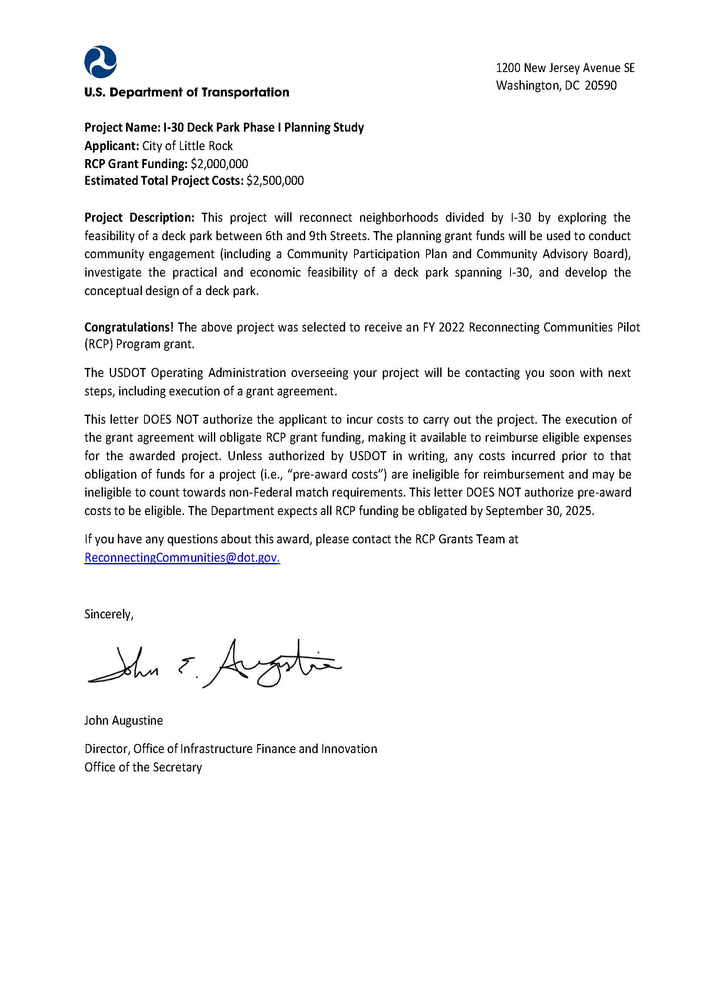 1200 New Jersey Avenue SE
Washington, DC 20590
U.S. Department of Transportation
Project Name: I-30 Deck Park Phase I Planning Study
Applicant: City of Little Rock
RCP Grant Funding: $2,000,000
Estimated Total Project Costs: $2,500,000
Project Description: This project will reconnect neighborhoods divided by I-30 by exploring the
feasibility of a deck park between 6th and 9th Streets. The planning grant funds will be used to conduct
community engagement (including a Community Participation Plan and Community Advisory Board),
investigate the practical and economic feasibility of a deck park spanning I-30, and develop the
conceptual design of a deck park.
Congratulations! The above project was selected to receive an FY 2022 Reconnecting Communities Pilot
(RCP) Program grant.
The USDOT Operating Administration overseeing your project will be contacting you soon with next
steps, including execution of a grant agreement.
This letter DOES NOT authorize the applicant to incur costs to carry out the project. The execution of
the grant agreement will obligate RCP grant funding, making it available to reimburse eligible expenses
for the awarded project. Unless authorized by USDOT in writing, any costs incurred prior to that
obligation of funds for a project (i.e., “pre-award costs”) are ineligible for reimbursement and may be
ineligible to count towards non-Federal match requirements. This letter DOES NOT authorize pre-award
costs to be eligible. The Department expects all RCP funding be obligated by September 30, 2025.
If you have any questions about this award, please contact the RCP Grants Team at
ReconnectingCommunities@dot.gov.
Sincerely,
John E. Augustine
John Augustine
Director, Office of Infrastructure Finance and Innovation
Office of the Secretary